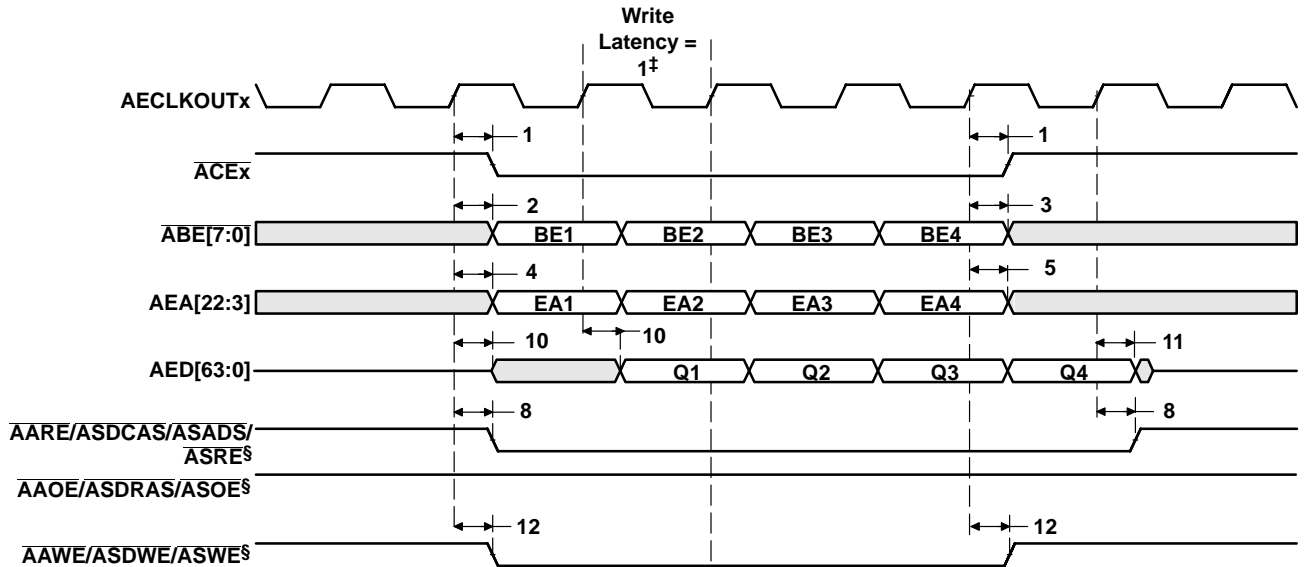 Write
Latency =
1‡
AECLKOUTx
1 1
ACEx
2 3
ABE[7:0] BE1 BE2 BE3 BE4
4 5
AEA[22:3] EA1 EA2 EA3 EA4
10 10 11
AED[63:0] Q1 Q2 Q3 Q4
8 8
AARE/ASDCAS/ASADS/
ASRE§
AAOE/ASDRAS/ASOE§
12 12
AAWE/ASDWE/ASWE§